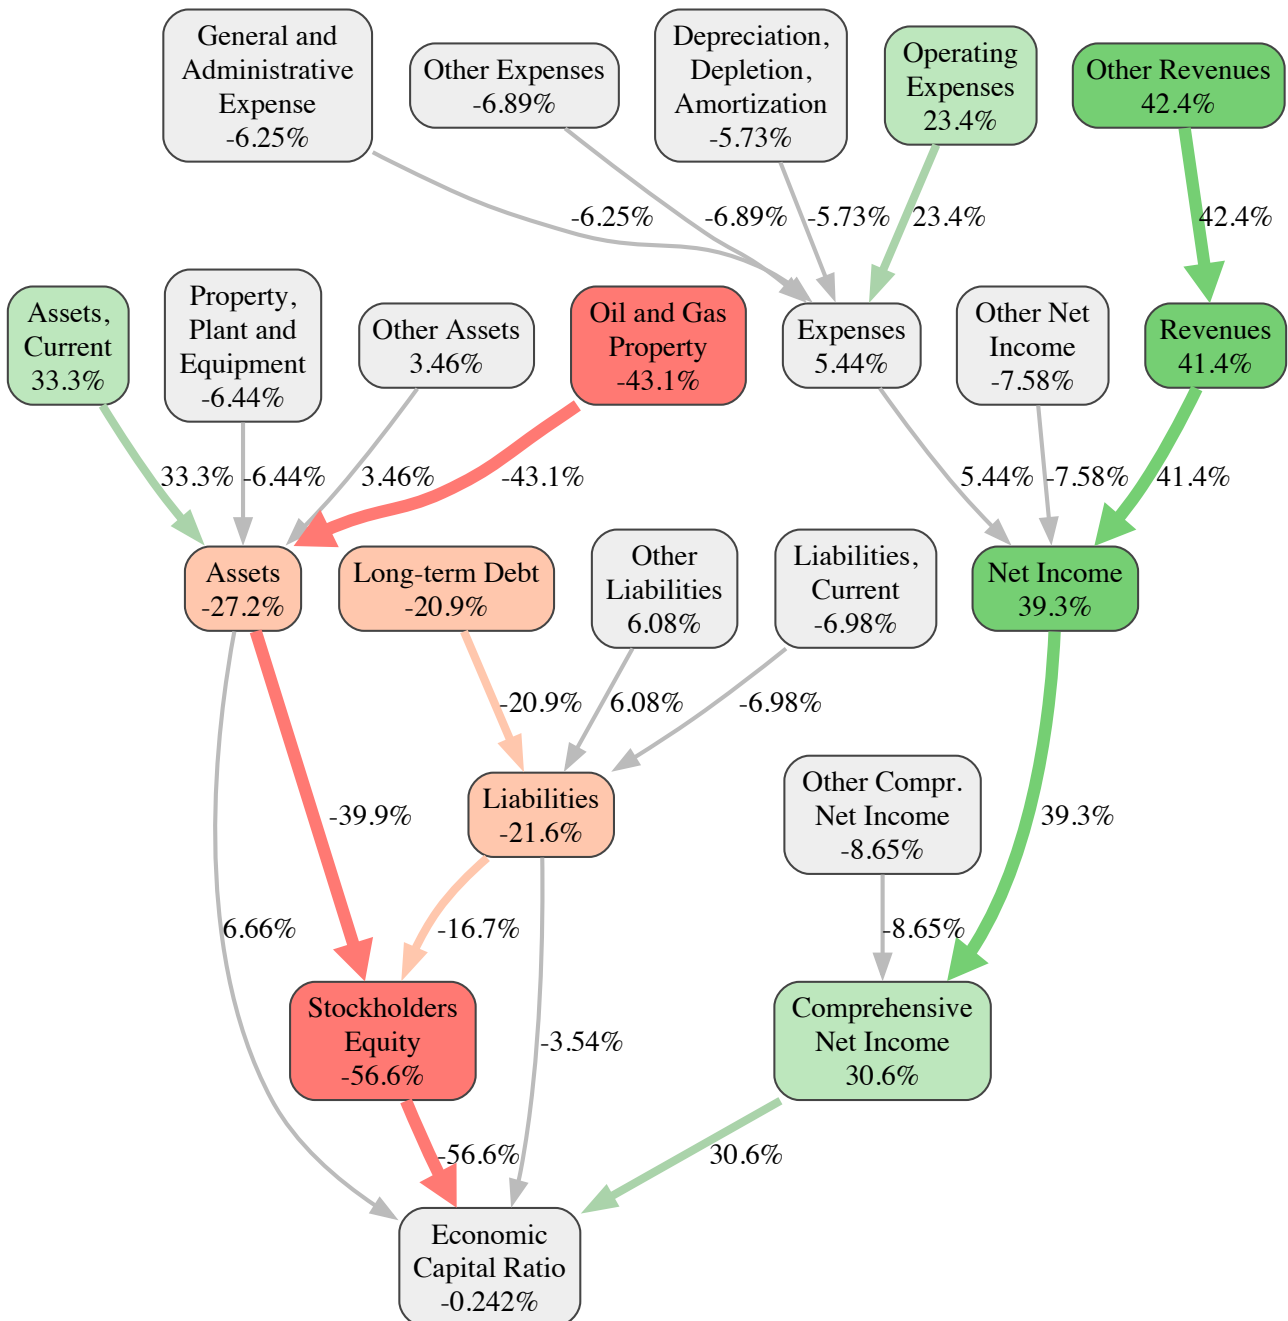 General and
Administrative
Expense
-6.25%
Other Expenses
-6.89%
Depreciation,
Depletion,
Amortization
-5.73%
Operating
Expenses
23.4%
Other Revenues
42.4%
-6.25%
-6.89%
-5.73%
23.4%
42.4%
Assets,
Current
33.3%
Property,
Plant and
Equipment
-6.44%
Other Assets
3.46%
Oil and Gas
Property
-43.1%
Expenses
5.44%
Other Net
Income
-7.58%
Revenues
41.4%
33.3%
-6.44%
3.46%
-43.1%
5.44%
-7.58%
41.4%
Assets
-27.2%
Long-term Debt
-20.9%
Other
Liabilities
6.08%
Liabilities,
Current
-6.98%
Net Income
39.3%
-20.9%
6.08%
-6.98%
Liabilities
-21.6%
Other Compr.
Net Income
-8.65%
-39.9%
39.3%
6.66%
-16.7%
-8.65%
Stockholders
Equity
-56.6%
-3.54%
Comprehensive
Net Income
30.6%
-56.6%
30.6%
Economic
Capital Ratio
-0.242%